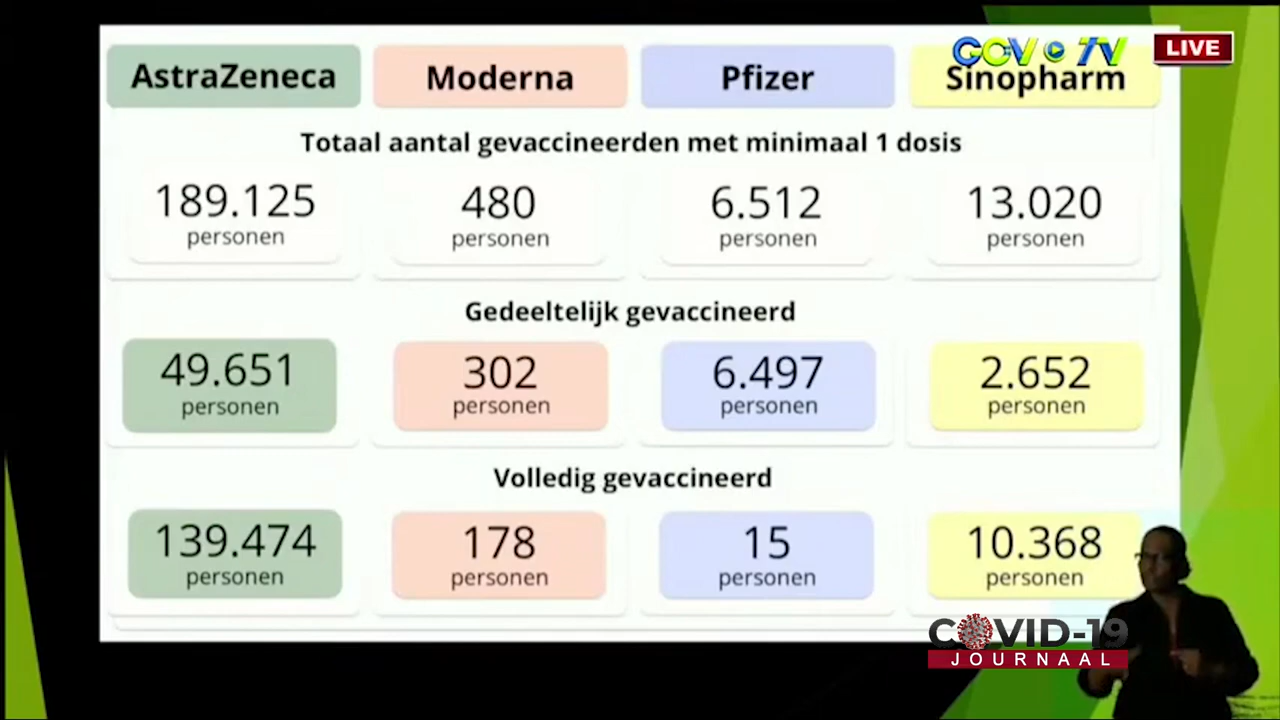 GOV TV LIVE
AstraZeneca Moderna Pfizer Sinopharm
Totaal aantal gevaccineerden met minimaal 1 dosis
189.125 480 6.512 13.020
personen personen personen personen
Gedeeltelijk gevaccineerd
49.651 302 6.497 2.652
personen personen personen personen
Volledig gevaccineerd
139.474 178 15 10.368
personen personen personen personen
COVID-19
JOURNAAL